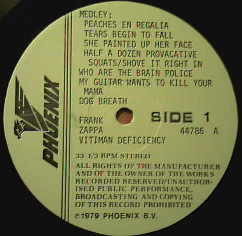 MEDLEY:
PEACHES EN REGALIA
TEARS BEGIN TO FALL
SHE PAINTED UP HER FACE
HALF A DOZEN PROVOCATIVE
SQUATS/SHOVE IT RIGHT IN
WHO ARE THE BRAIN POLICE
MY GUITAR WANTS TO KILL YOUR
MAMA
DOG BREATH
FRANK
ZAPPA
VITIMAN DEFICIENCY
SIDE 1
44786 A
PHOENIX
33 1/3 RPM STEREO
ALL RIGHTS OF THE MANUFACTURER
AND OF THE OWNER OF THE WORKS
RECORDED RESERVED/UNAUTHOR-
ISED PUBLIC PERFORMANCE,
BROADCASTING AND COPYING
OF THIS RECORD PROHIBITED
℗1979 PHOENIX B.V.